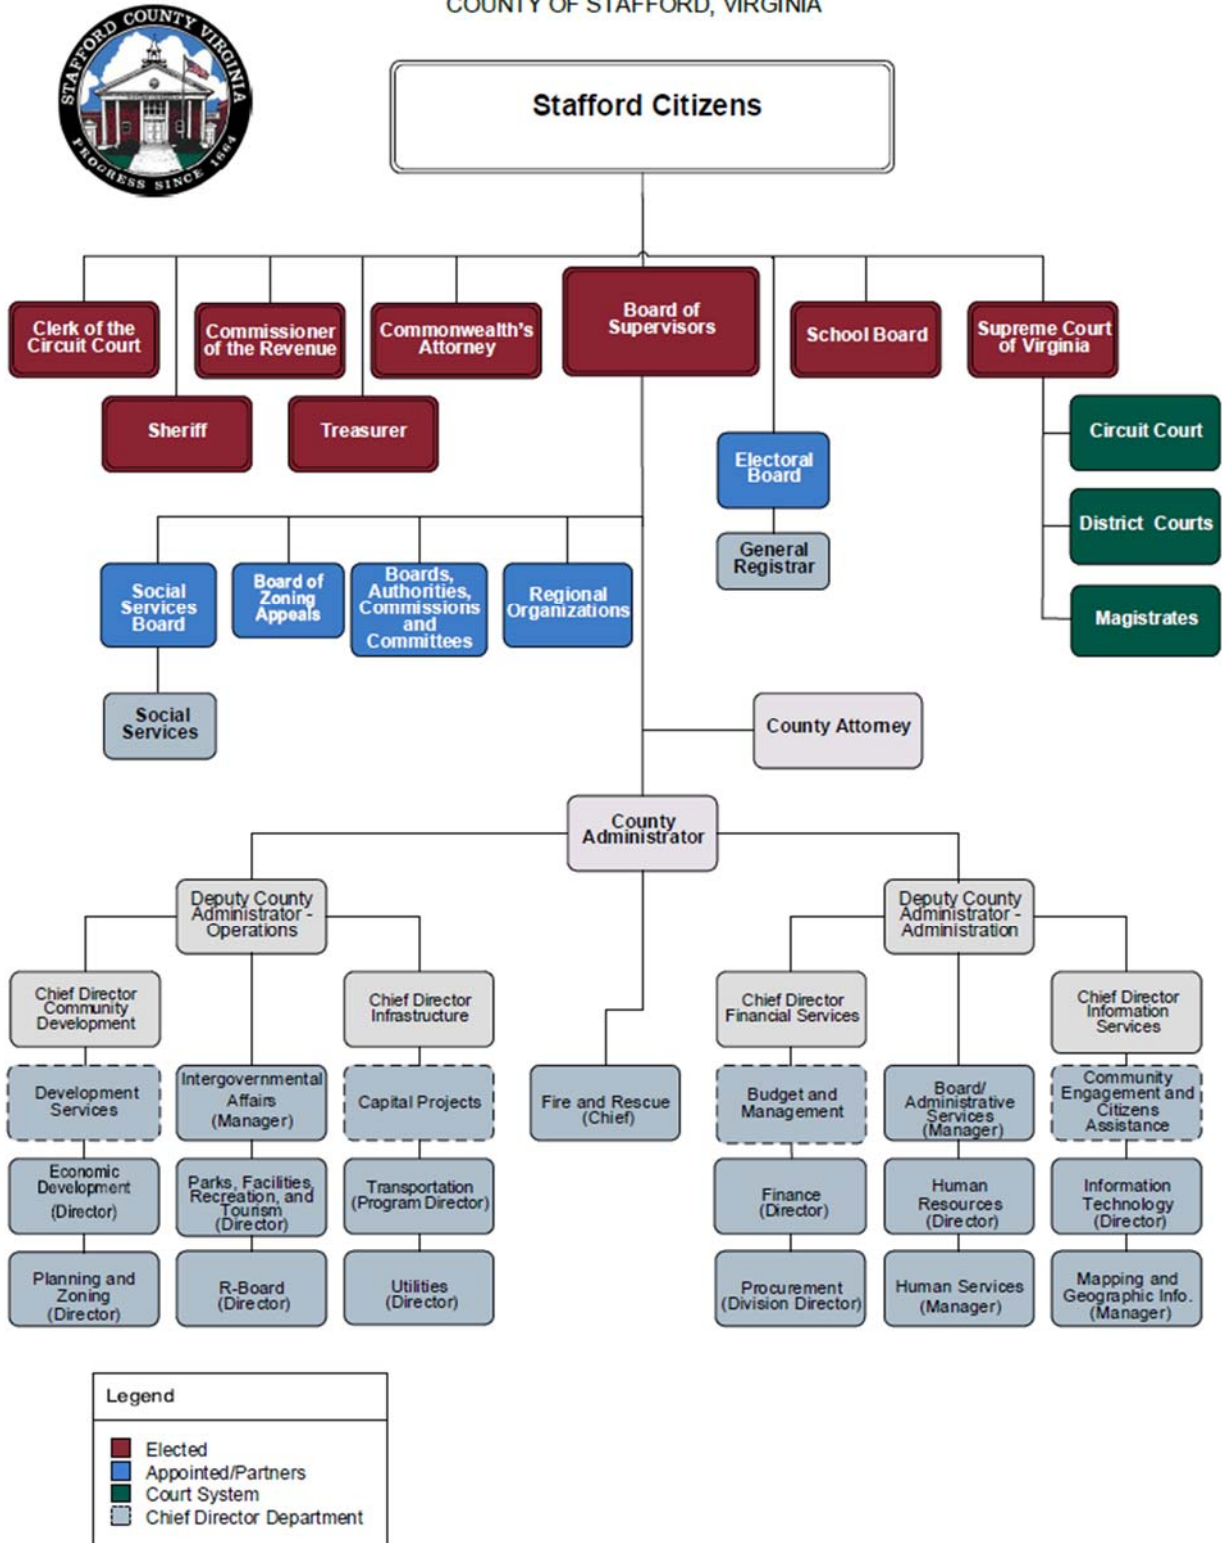 COUNTY OF STAFFORD, VIRGINIA
STAFFORD COUNTY VIRGINIA
PROGRESS SINCE 1664
Stafford Citizens
Clerk of the
Circuit Court
Commissioner
of the Revenue
Commonwealth's
Attorney
Board of
Supervisors
School Board
Supreme Court
of Virginia
Sheriff
Treasurer
Circuit Court
Electoral
Board
District Courts
General
Registrar
Magistrates
Social
Services
Board
Board of
Zoning
Appeals
Boards,
Authorities,
Commissions
and
Committees
Regional
Organizations
Social
Services
County Attorney
County
Administrator
Deputy County
Administrator -
Operations
Deputy County
Administrator -
Administration
Chief Director
Community
Development
Chief Director
Infrastructure
Chief Director
Financial Services
Chief Director
Information
Services
Development
Services
Intergovernmental
Affairs
(Manager)
Capital Projects
Fire and Rescue
(Chief)
Budget and
Management
Board/
Administrative
Services
(Manager)
Community
Engagement and
Citizens
Assistance
Economic
Development
(Director)
Parks, Facilities,
Recreation, and
Tourism
(Director)
Transportation
(Program Director)
Finance
(Director)
Human
Resources
(Director)
Information
Technology
(Director)
Planning and
Zoning
(Director)
R-Board
(Director)
Utilities
(Director)
Procurement
(Division Director)
Human Services
(Manager)
Mapping and
Geographic Info.
(Manager)
Legend
Elected
Appointed/Partners
Court System
Chief Director Department